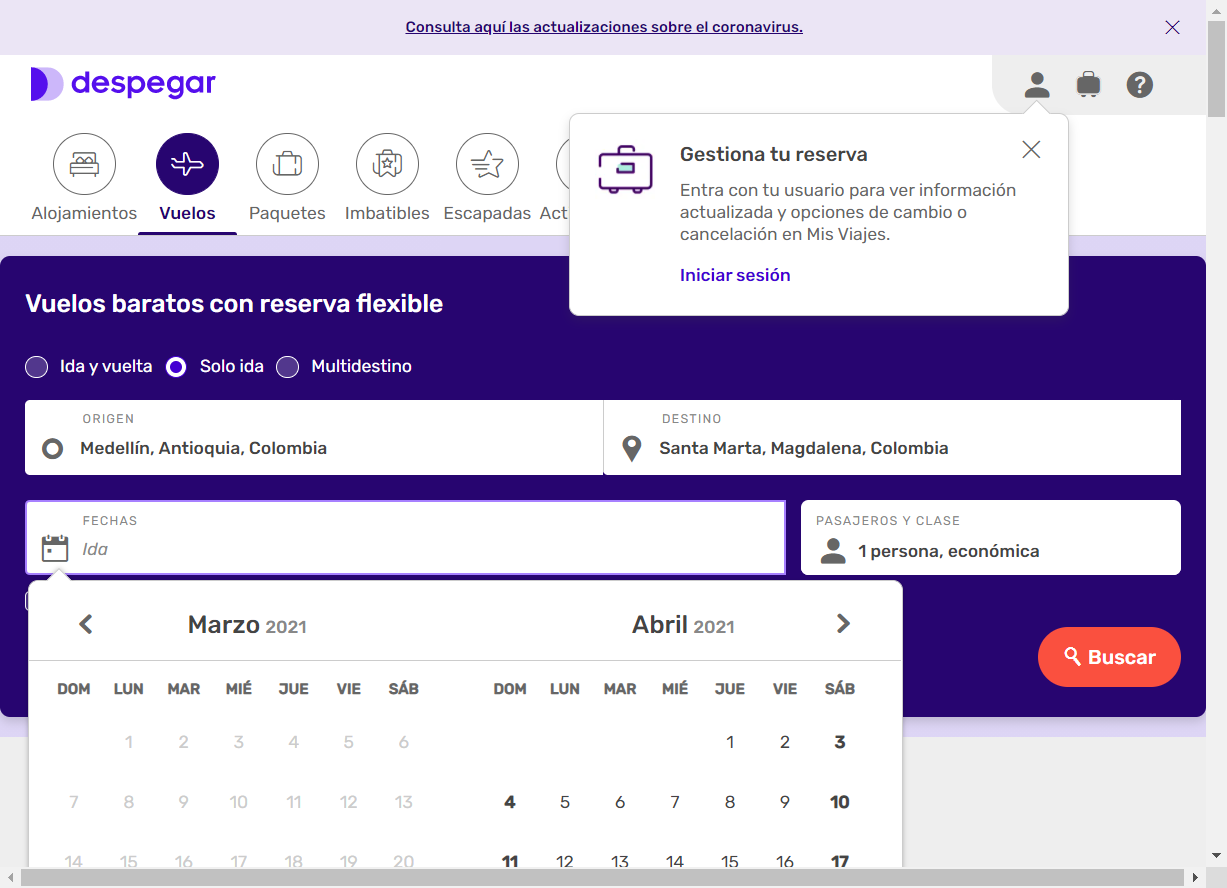 Consulta aquí las actualizaciones sobre el coronavirus.
despegar
?
Alojamientos Vuelos Paquetes Imbatibles Escapadas Act
Gestiona tu reserva
Entra con tu usuario para ver información
actualizada y opciones de cambio o
cancelación en Mis Viajes.
Iniciar sesión
Vuelos baratos con reserva flexible
Ida y vuelta Solo ida Multidestino
ORIGEN
Medellín, Antioquia, Colombia
DESTINO
Santa Marta, Magdalena, Colombia
FECHAS
Ida
PASAJEROS Y CLASE
1 persona, económica
Buscar
Marzo 2021
DOM LUN MAR MIÉ JUE VIE SÁB
1 2 3 4 5 6
7 8 9 10 11 12 13
14 15 16 17 18 19 20
Abril 2021
DOM LUN MAR MIÉ JUE VIE SÁB
1 2 3
4 5 6 7 8 9 10
11 12 13 14 15 16 17